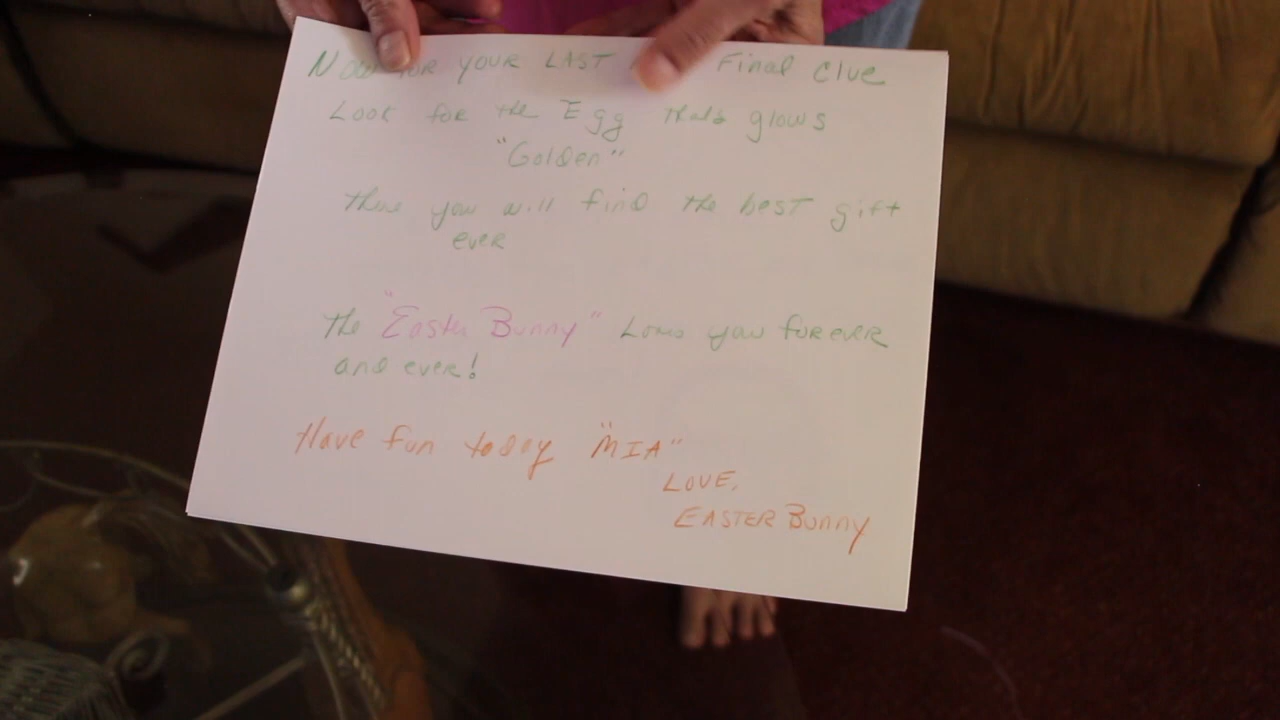 Now FOR YOUR LAST Final Clue
Look for the Egg thats glows
"Golden"
there you will find the best gift
ever
The "Easter Bunny" Loves you forever
and ever!
Have fun today "MIA"
LOVE,
EASTER BUNNY